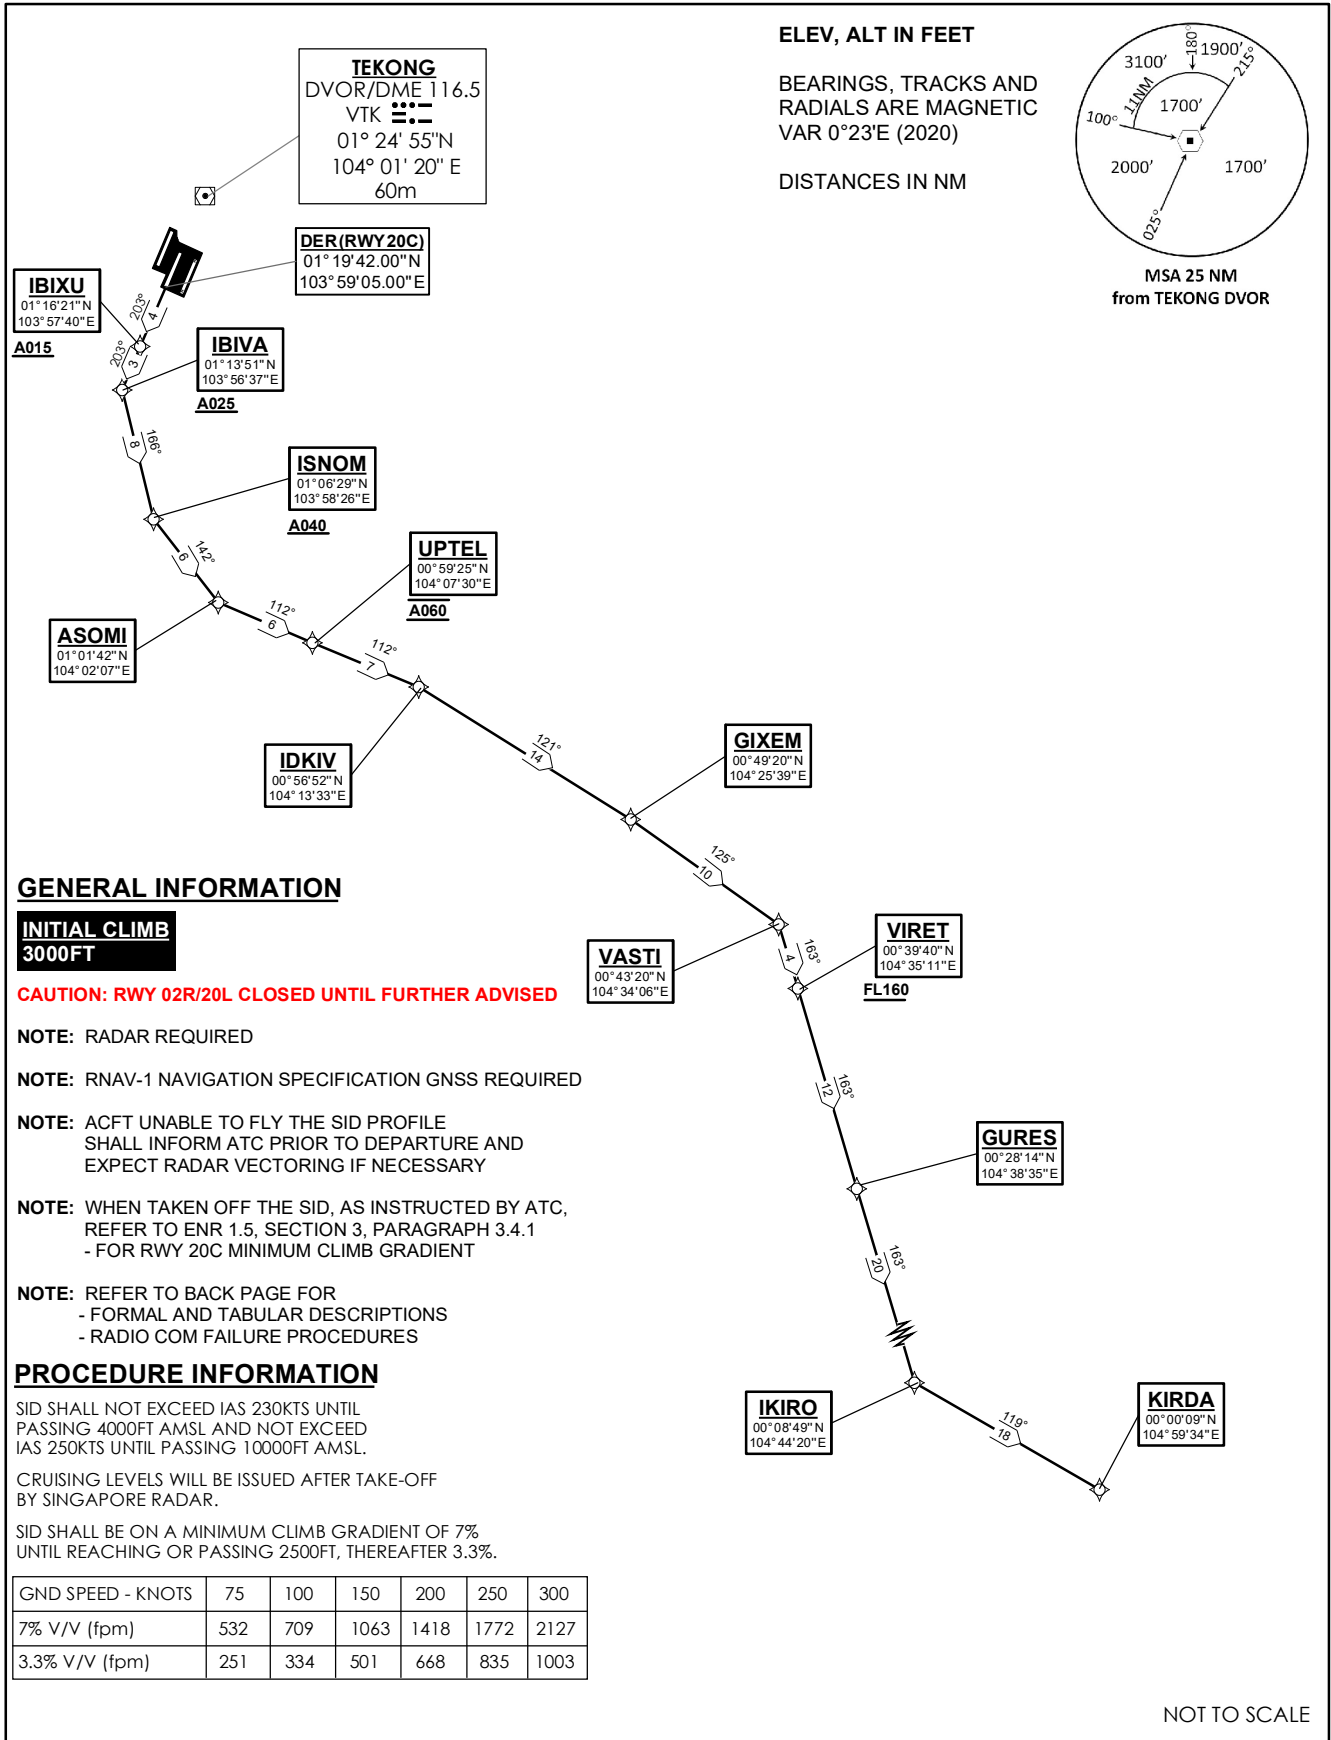 TEKONG
DVOR/DME 116.5
VTK
01° 24' 55"N
104° 01' 20" E
60m
ELEV, ALT IN FEET
BEARINGS, TRACKS AND
RADIALS ARE MAGNETIC
VAR 0°23'E (2020)
DISTANCES IN NM
3100'
180°
1900'
215°
11NM
1700'
100°
2000'
1700'
025°
MSA 25 NM
from TEKONG DVOR
DER(RWY20C)
01°19'42.00"N
103°59'05.00"E
IBIXU
01°16'21"N
103°57'40"E
A015
203°
4
IBIVA
01°13'51"N
103°56'37"E
A025
203°
3
166°
8
ISNOM
01°06'29"N
103°58'26"E
A040
142°
6
UPTEL
00°59'25"N
104°07'30"E
A060
ASOMI
01°01'42"N
104°02'07"E
112°
6
112°
7
IDKIV
00°56'52"N
104°13'33"E
121°
14
GIXEM
00°49'20"N
104°25'39"E
125°
10
VASTI
00°43'20"N
104°34'06"E
163°
4
VIRET
00°39'40"N
104°35'11"E
FL160
163°
12
GURES
00°28'14"N
104°38'35"E
163°
20
IKIRO
00°08'49"N
104°44'20"E
119°
18
KIRDA
00°00'09"N
104°59'34"E
GENERAL INFORMATION
INITIAL CLIMB
3000FT
CAUTION: RWY 02R/20L CLOSED UNTIL FURTHER ADVISED
NOTE: RADAR REQUIRED
NOTE: RNAV-1 NAVIGATION SPECIFICATION GNSS REQUIRED
NOTE: ACFT UNABLE TO FLY THE SID PROFILE
SHALL INFORM ATC PRIOR TO DEPARTURE AND
EXPECT RADAR VECTORING IF NECESSARY
NOTE: WHEN TAKEN OFF THE SID, AS INSTRUCTED BY ATC,
REFER TO ENR 1.5, SECTION 3, PARAGRAPH 3.4.1
- FOR RWY 20C MINIMUM CLIMB GRADIENT
NOTE: REFER TO BACK PAGE FOR
- FORMAL AND TABULAR DESCRIPTIONS
- RADIO COM FAILURE PROCEDURES
PROCEDURE INFORMATION
SID SHALL NOT EXCEED IAS 230KTS UNTIL
PASSING 4000FT AMSL AND NOT EXCEED
IAS 250KTS UNTIL PASSING 10000FT AMSL.
CRUISING LEVELS WILL BE ISSUED AFTER TAKE-OFF
BY SINGAPORE RADAR.
SID SHALL BE ON A MINIMUM CLIMB GRADIENT OF 7%
UNTIL REACHING OR PASSING 2500FT, THEREAFTER 3.3%.
GND SPEED - KNOTS 75 100 150 200 250 300
7% V/V (fpm) 532 709 1063 1418 1772 2127
3.3% V/V (fpm) 251 334 501 668 835 1003
NOT TO SCALE